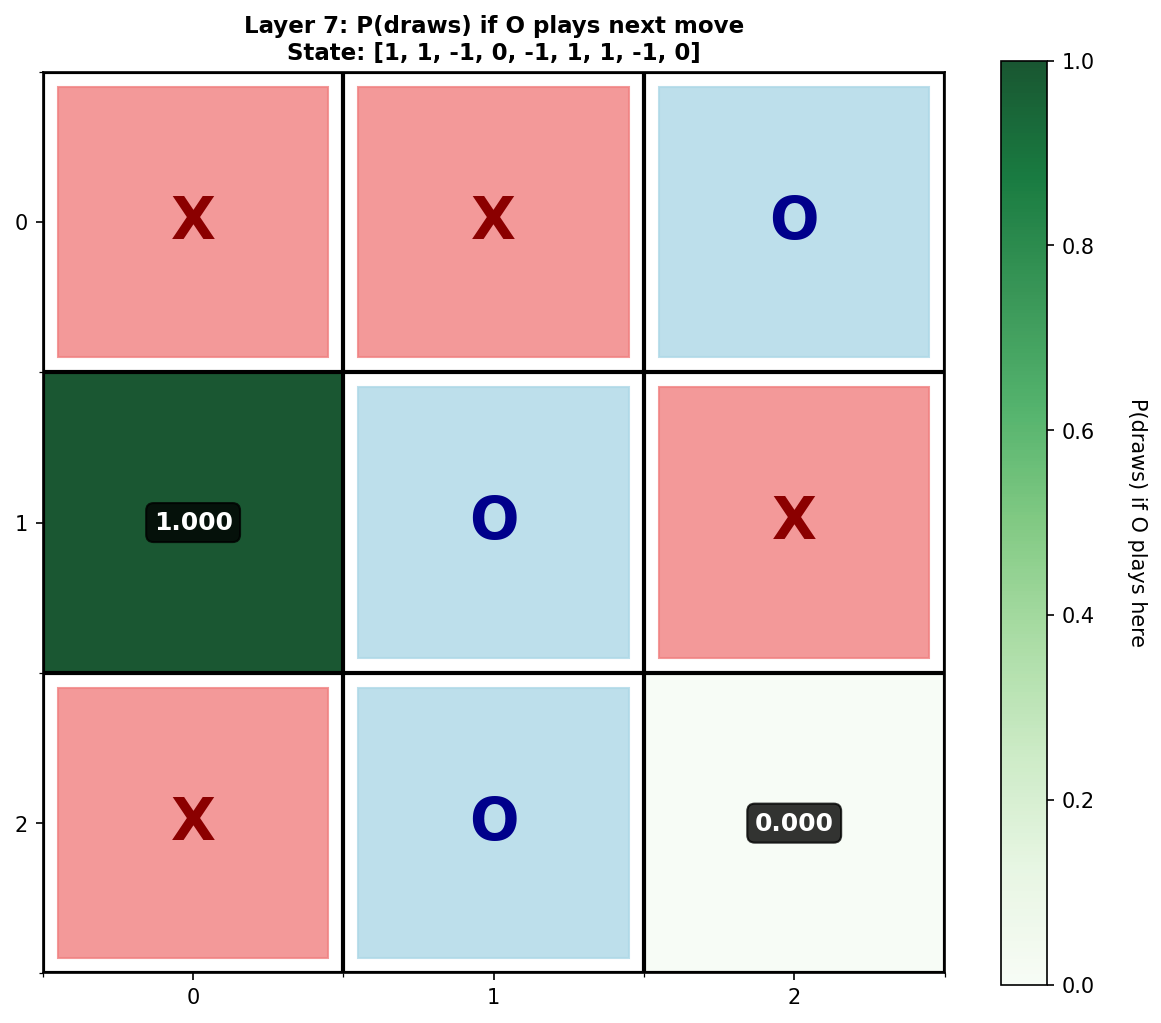 Layer 7: P(draws) if O plays next move
State: [1, 1, -1, 0, -1, 1, 1, -1, 0]
1.0
X X O
0
0.8
0.6
P(draws) if O plays here
1.000 O X
1
0.4
0.2
X O 0.000
2
0.0
0 1 2